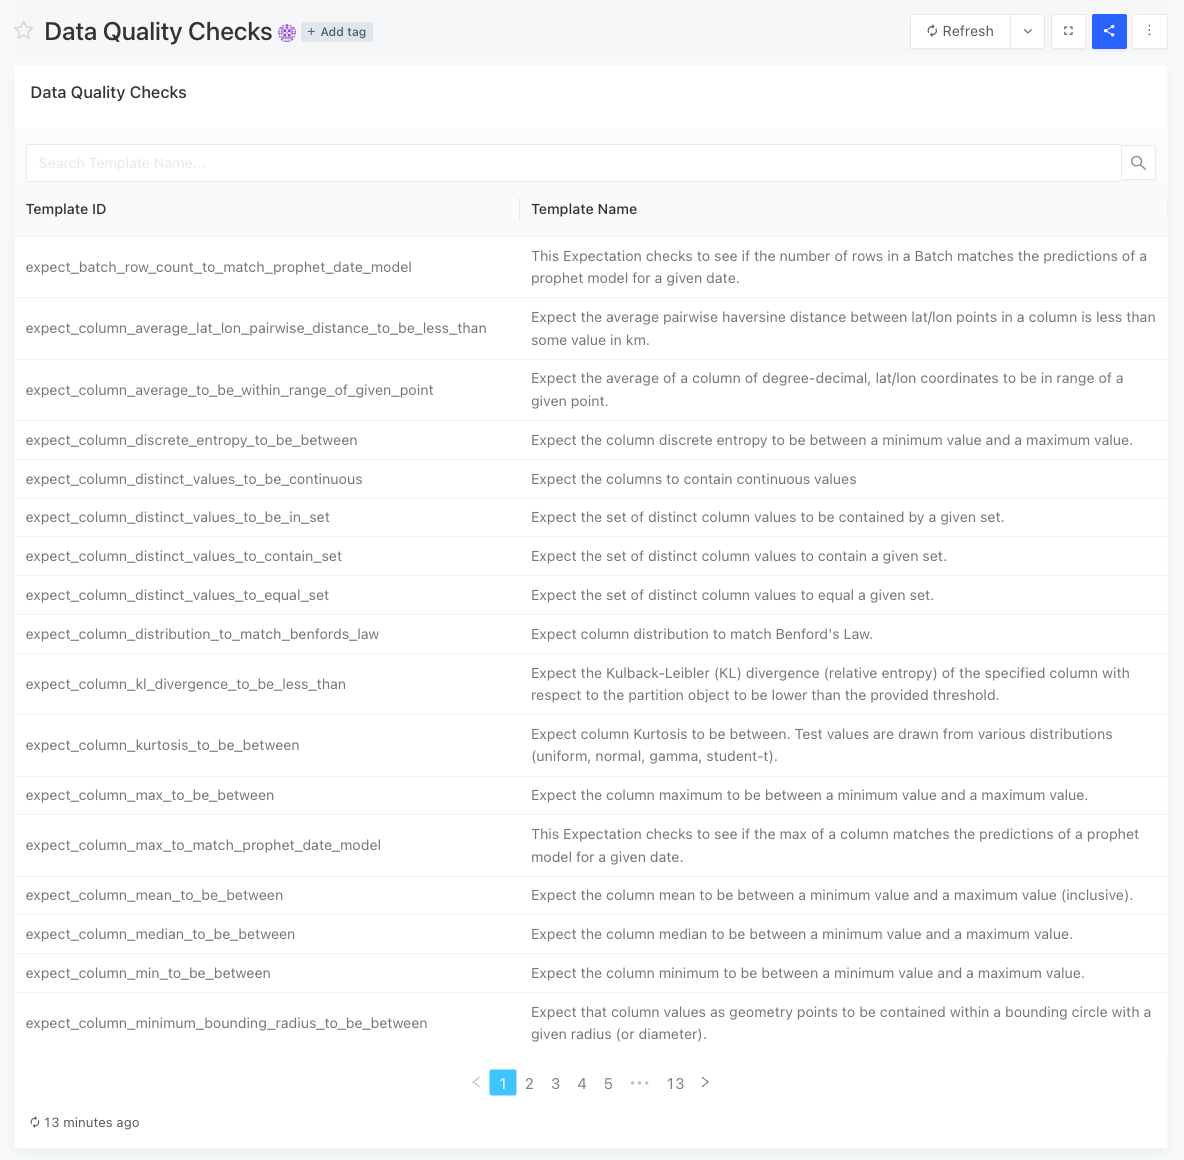 Data Quality Checks + Add tag Refresh
Data Quality Checks
Search Template Name...
Template ID Template Name
expect_batch_row_count_to_match_prophet_date_model This Expectation checks to see if the number of rows in a Batch matches the predictions of a
prophet model for a given date.
expect_column_average_lat_lon_pairwise_distance_to_be_less_than Expect the average pairwise haversine distance between lat/lon points in a column is less than
some value in km.
expect_column_average_to_be_within_range_of_given_point Expect the average of a column of degree-decimal, lat/lon coordinates to be in range of a
given point.
expect_column_discrete_entropy_to_be_between Expect the column discrete entropy to be between a minimum value and a maximum value.
expect_column_distinct_values_to_be_continuous Expect the columns to contain continuous values
expect_column_distinct_values_to_be_in_set Expect the set of distinct column values to be contained by a given set.
expect_column_distinct_values_to_contain_set Expect the set of distinct column values to contain a given set.
expect_column_distinct_values_to_equal_set Expect the set of distinct column values to equal a given set.
expect_column_distribution_to_match_benfords_law Expect column distribution to match Benford's Law.
expect_column_kl_divergence_to_be_less_than Expect the Kulback-Leibler (KL) divergence (relative entropy) of the specified column with
respect to the partition object to be lower than the provided threshold.
expect_column_kurtosis_to_be_between Expect column Kurtosis to be between. Test values are drawn from various distributions
(uniform, normal, gamma, student-t).
expect_column_max_to_be_between Expect the column maximum to be between a minimum value and a maximum value.
expect_column_max_to_match_prophet_date_model This Expectation checks to see if the max of a column matches the predictions of a prophet
model for a given date.
expect_column_mean_to_be_between Expect the column mean to be between a minimum value and a maximum value (inclusive).
expect_column_median_to_be_between Expect the column median to be between a minimum value and a maximum value.
expect_column_min_to_be_between Expect the column minimum to be between a minimum value and a maximum value.
expect_column_minimum_bounding_radius_to_be_between Expect that column values as geometry points to be contained within a bounding circle with a
given radius (or diameter).
< 1 2 3 4 5 ••• 13 >
13 minutes ago